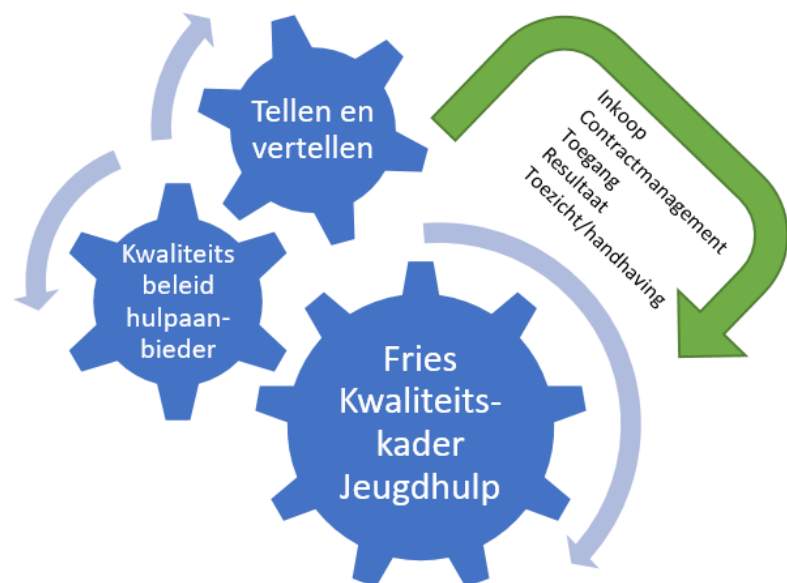 Tellen en
vertellen
Inkoop
Contractmanagement
Toegang
Resultaat
Toezicht/handhaving
Kwaliteits
beleid
hulpaan-
bieder
Fries
Kwaliteits-
kader
Jeugdhulp